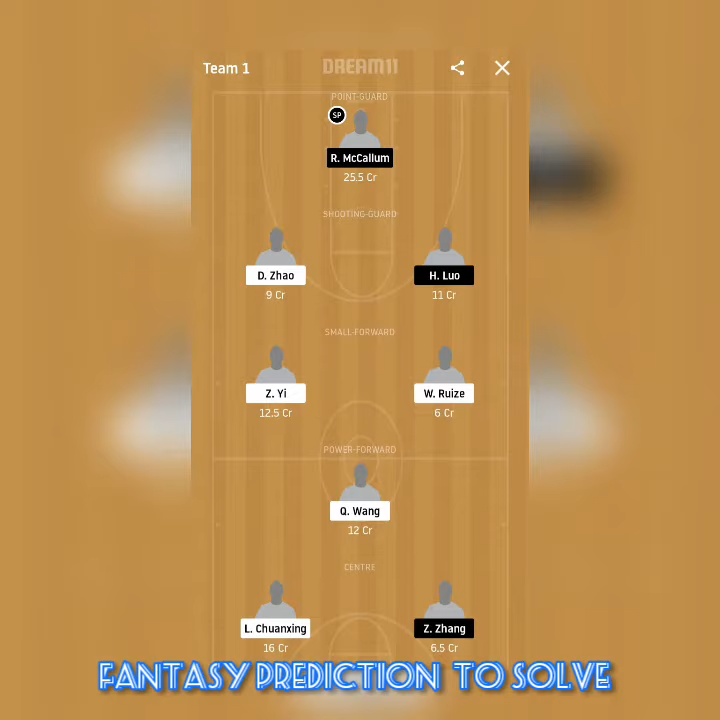 Team 1 DREAM11
POINT-GUARD
SP
R. McCallum
25.5 Cr
SHOOTING-GUARD
D. Zhao H. Luo
9 Cr 11 Cr
SMALL-FORWARD
Z. Yi W. Ruize
12.5 Cr 6 Cr
POWER-FORWARD
Q. Wang
12 Cr
CENTRE
L. Chuanxing Z. Zhang
16 Cr 6.5 Cr
FANTASY PREDICTION TO SOLVE